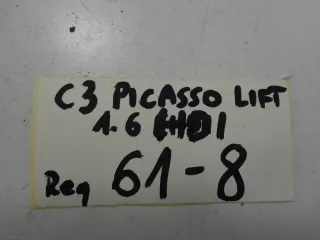 C3 PICASSO LIFT
1.6 HDI
Reg 61-8